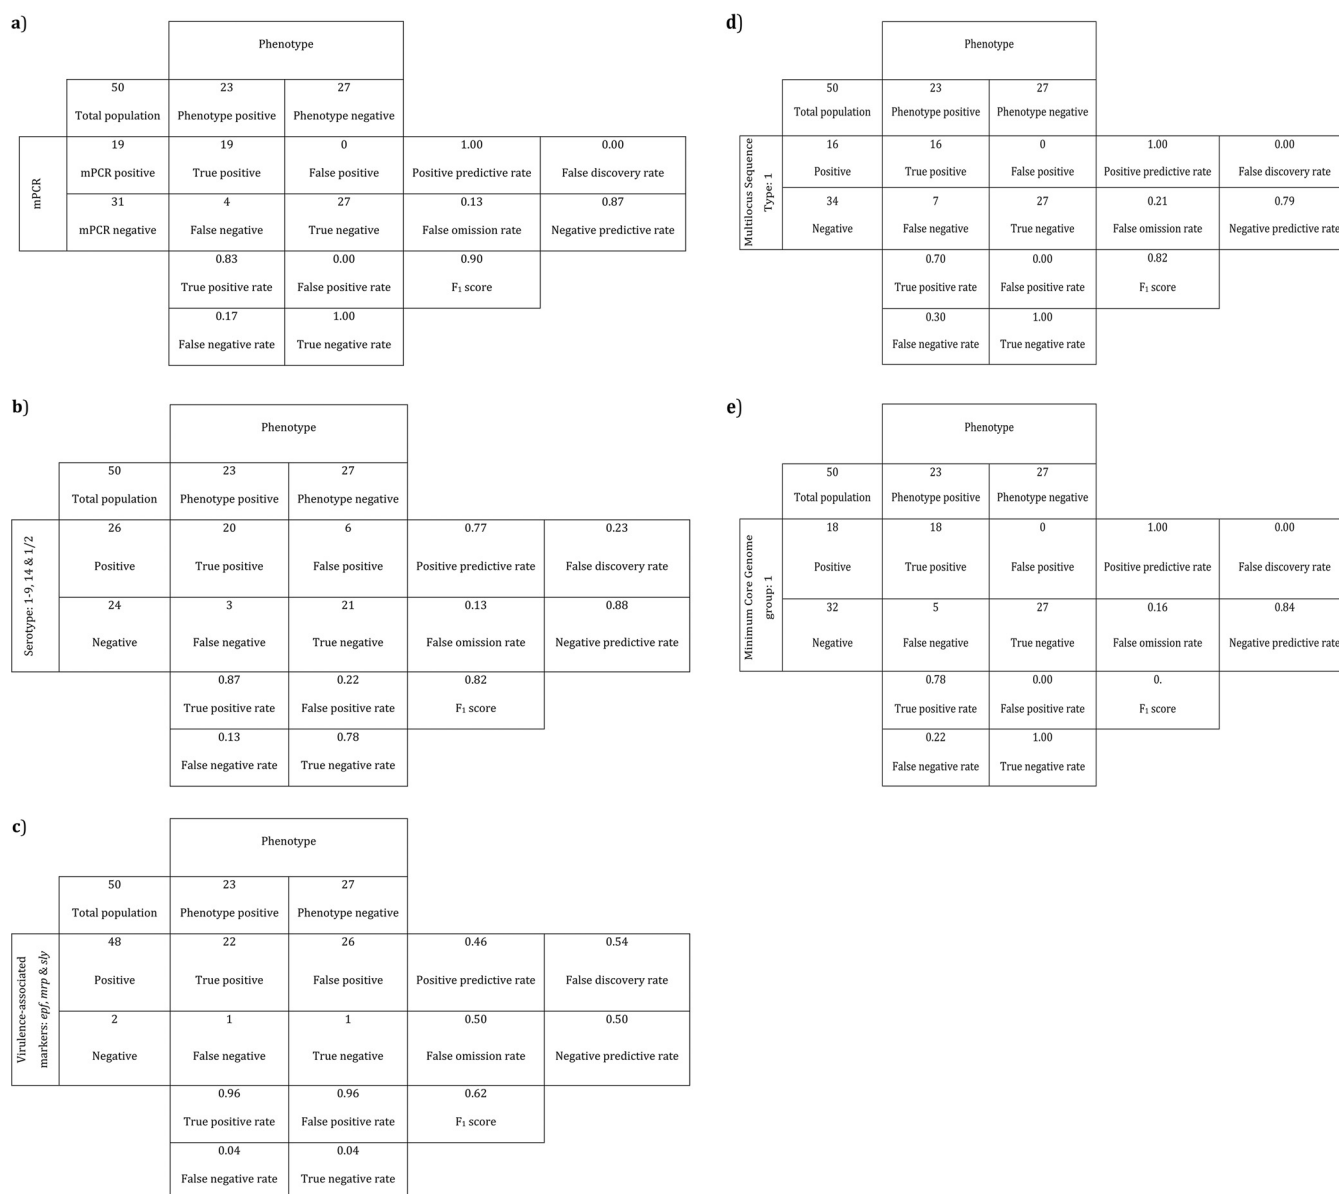 a)
Phenotype
50 23 27
Total population Phenotype positive Phenotype negative
mPCR
19 19 0 1.00 0.00
mPCR positive True positive False positive Positive predictive rate False discovery rate
31 4 27 0.13 0.87
mPCR negative False negative True negative False omission rate Negative predictive rate
0.83 0.00 0.90
True positive rate False positive rate F₁ score
0.17 1.00
False negative rate True negative rate
b)
Phenotype
50 23 27
Total population Phenotype positive Phenotype negative
Serotype: 1-9, 14 & 1/2
26 20 6 0.77 0.23
Positive True positive False positive Positive predictive rate False discovery rate
24 3 21 0.13 0.88
Negative False negative True negative False omission rate Negative predictive rate
0.87 0.22 0.82
True positive rate False positive rate F₁ score
0.13 0.78
False negative rate True negative rate
c)
Phenotype
50 23 27
Total population Phenotype positive Phenotype negative
Virulence-associated
markers: epf, mrp & sly
48 22 26 0.46 0.54
Positive True positive False positive Positive predictive rate False discovery rate
2 1 1 0.50 0.50
Negative False negative True negative False omission rate Negative predictive rate
0.96 0.96 0.62
True positive rate False positive rate F₁ score
0.04 0.04
False negative rate True negative rate
d)
Phenotype
50 23 27
Total population Phenotype positive Phenotype negative
Multilocus Sequence
Type: 1
16 16 0 1.00 0.00
Positive True positive False positive Positive predictive rate False discovery rate
34 7 27 0.21 0.79
Negative False negative True negative False omission rate Negative predictive rate
0.70 0.00 0.82
True positive rate False positive rate F₁ score
0.30 1.00
False negative rate True negative rate
e)
Phenotype
50 23 27
Total population Phenotype positive Phenotype negative
Minimum Core Genome
group: 1
18 18 0 1.00 0.00
Positive True positive False positive Positive predictive rate False discovery rate
32 5 27 0.16 0.84
Negative False negative True negative False omission rate Negative predictive rate
0.78 0.00 0.
True positive rate False positive rate F₁ score
0.22 1.00
False negative rate True negative rate